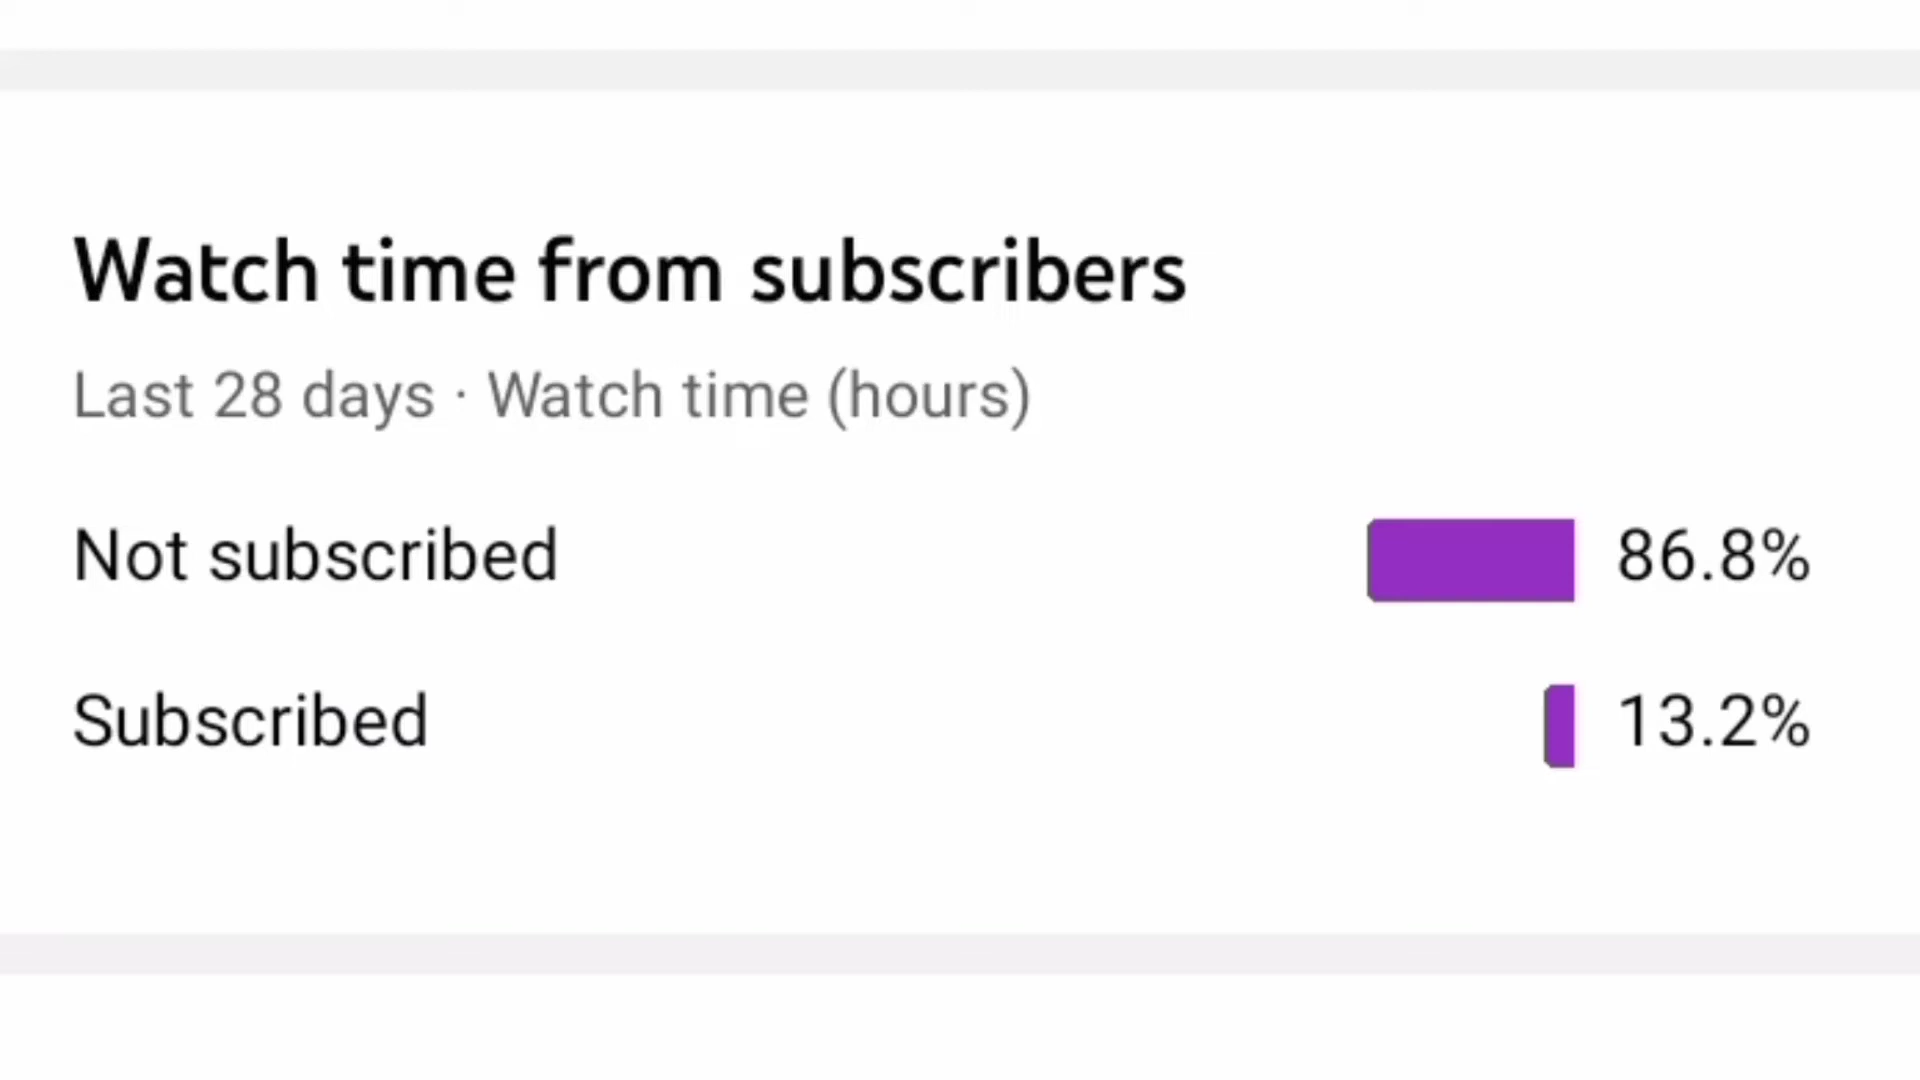 Watch time from subscribers
Last 28 days · Watch time (hours)
Not subscribed 86.8%
Subscribed 13.2%